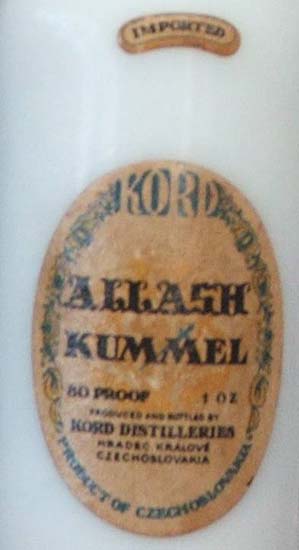 IMPORTED
KORD
ALLASH
KUMMEL
80 PROOF 1 OZ
PRODUCED AND BOTTLED BY
KORD DISTILLERIES
HRADEC KRÁLOVÉ
CZECHOSLOVAKIA
PRODUCT OF CZECHOSLOVAKIA